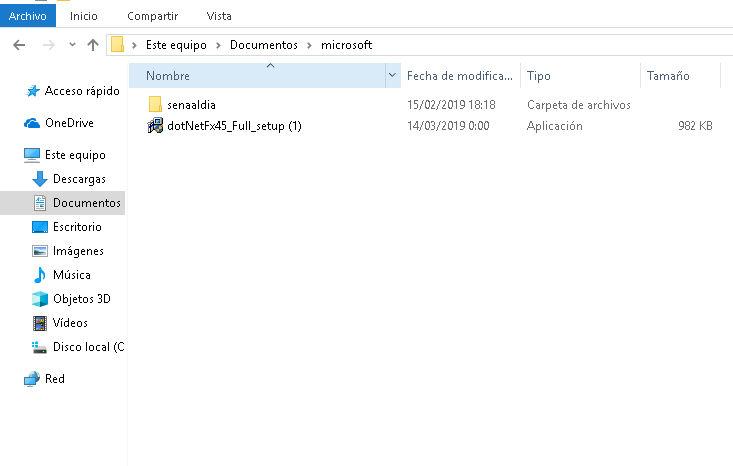 Archivo Inicio Compartir Vista
Este equipo Documentos microsoft
Nombre Fecha de modifica... Tipo Tamaño
Acceso rápido
OneDrive
Este equipo
Descargas
Documentos
Escritorio
Imágenes
Música
Objetos 3D
Vídeos
Disco local (C
Red
senaaldia 15/02/2019 18:18 Carpeta de archivos
dotNetFx45_Full_setup (1) 14/03/2019 0:00 Aplicación 982 KB